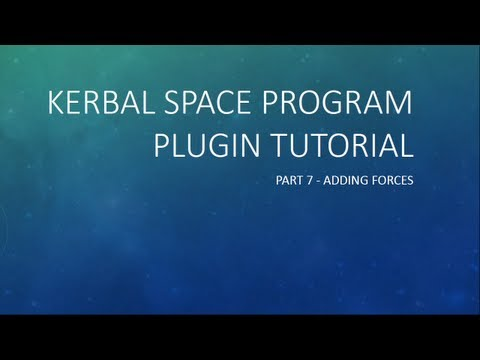 KERBAL SPACE PROGRAM
PLUGIN TUTORIAL
PART 7 - ADDING FORCES